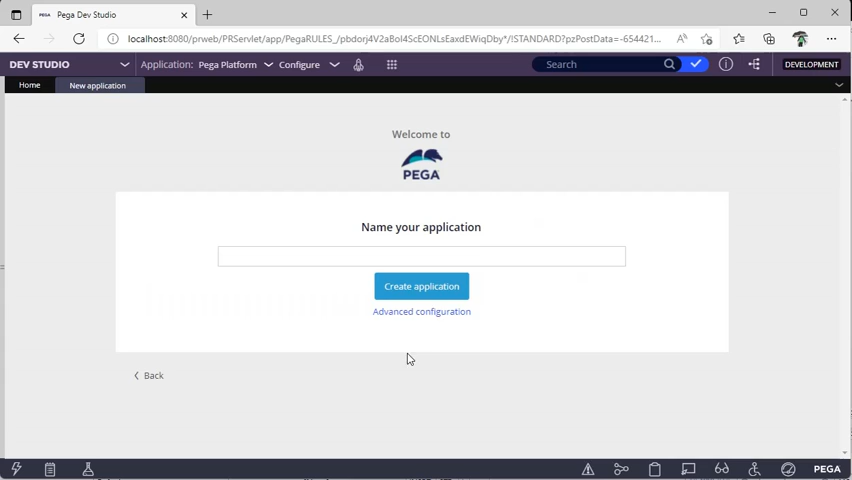 Pega Dev Studio
localhost:8080/prweb/PRServlet/app/PegaRULES_/pbdorj4V2aBol4ScEONLsEaxdEWiqDby*/!STANDARD?pzPostData=-654421...
DEV STUDIO Application: Pega Platform Configure Search DEVELOPMENT
Home New application
Welcome to
PEGA
Name your application
Create application
Advanced configuration
Back
PEGA